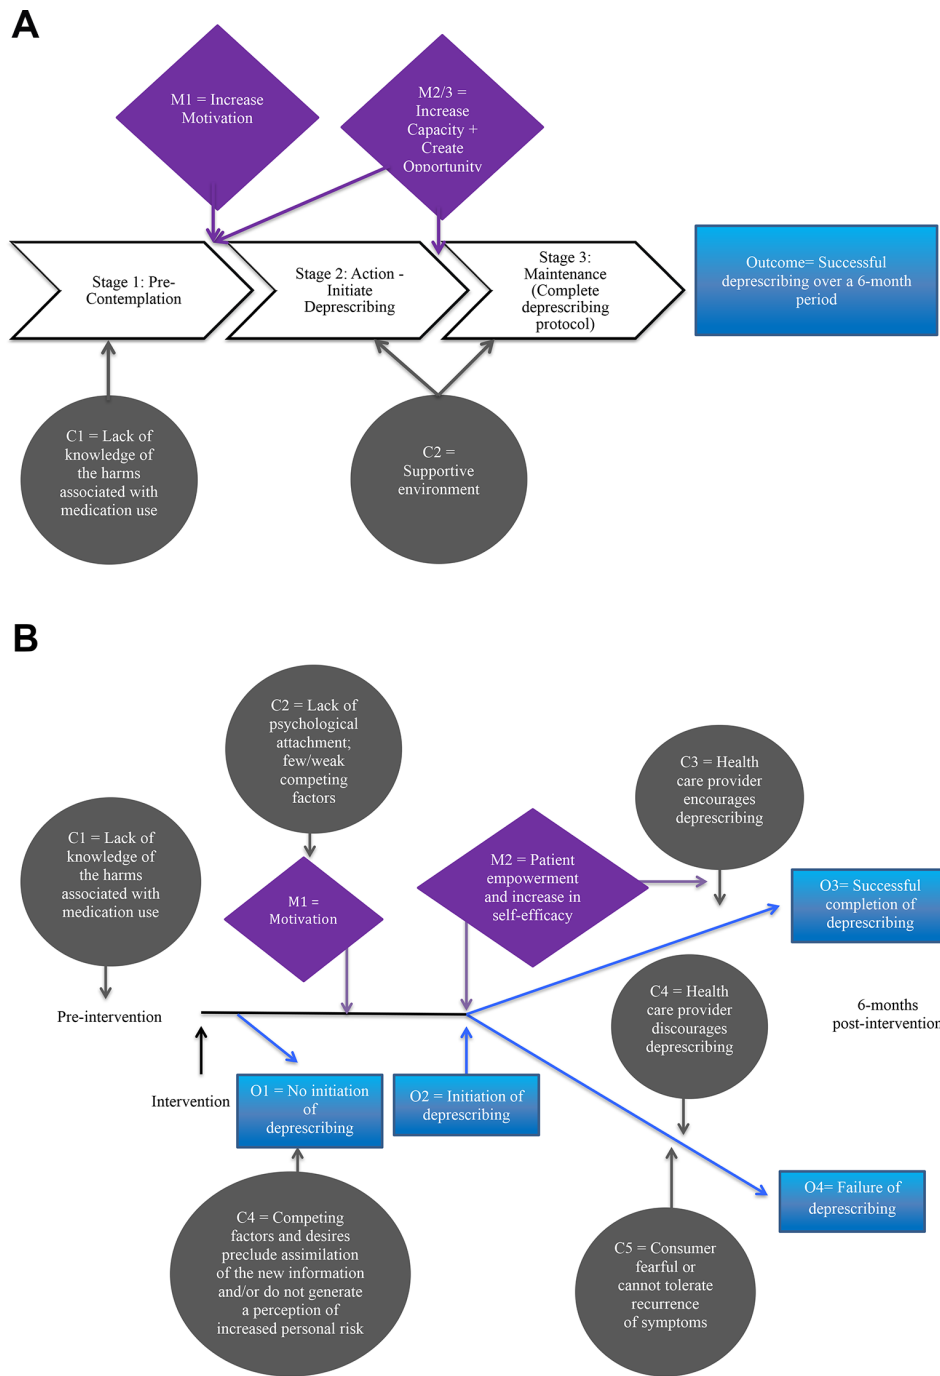 A
M1 = Increase
Motivation
M2/3 =
Increase
Capacity +
Create
Opportunity
Stage 1: Pre-
Contemplation
Stage 2: Action -
Initiate
Deprescribing
Stage 3:
Maintenance
(Complete
deprescribing
protocol)
Outcome= Successful
deprescribing over a 6-month
period
C1 = Lack of
knowledge of
the harms
associated with
medication use
C2 =
Supportive
environment
B
C2 = Lack of
psychological
attachment;
few/weak
competing
factors
C1 = Lack of
knowledge of
the harms
associated with
medication use
M1 =
Motivation
M2 = Patient
empowerment
and increase in
self-efficacy
C3 = Health
care provider
encourages
deprescribing
O3= Successful
completion of
deprescribing
C4 = Health
care provider
discourages
deprescribing
6-months
post-intervention
Pre-intervention
Intervention
O1 = No initiation
of
deprescribing
O2 = Initiation of
deprescribing
O4= Failure of
deprescribing
C4 = Competing
factors and desires
preclude assimilation
of the new information
and/or do not generate
a perception of
increased personal risk
C5 = Consumer
fearful or
cannot tolerate
recurrence
of symptoms